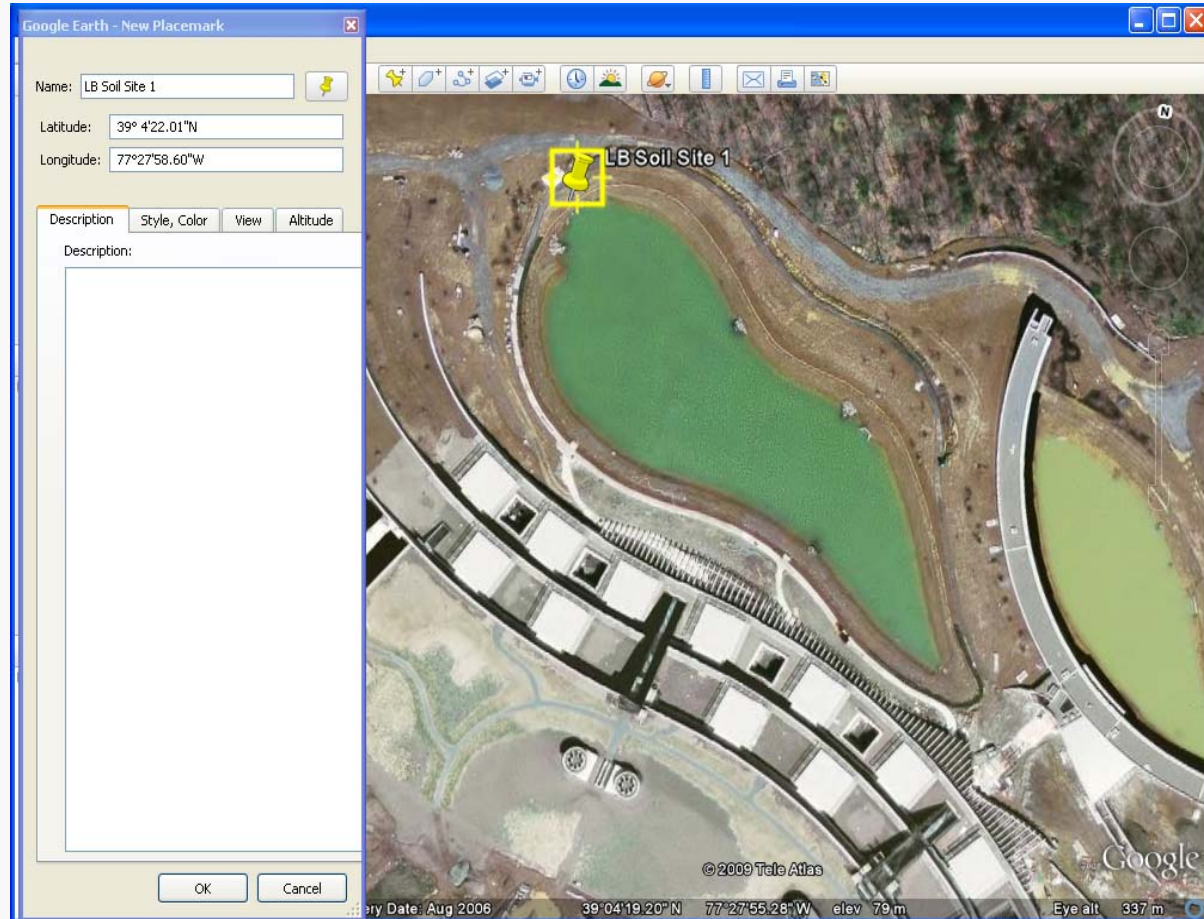 Google Earth - New Placemark
Name: LB Soil Site 1
Latitude: 39° 4'22.01"N
Longitude: 77°27'58.60"W
Description Style, Color View Altitude
Description:
OK Cancel
N
LB Soil Site 1
© 2009 Tele Atlas
Google
ery Date: Aug 2006 39°04'19.20" N 77°27'55.28" W elev 79 m Eye alt 337 m